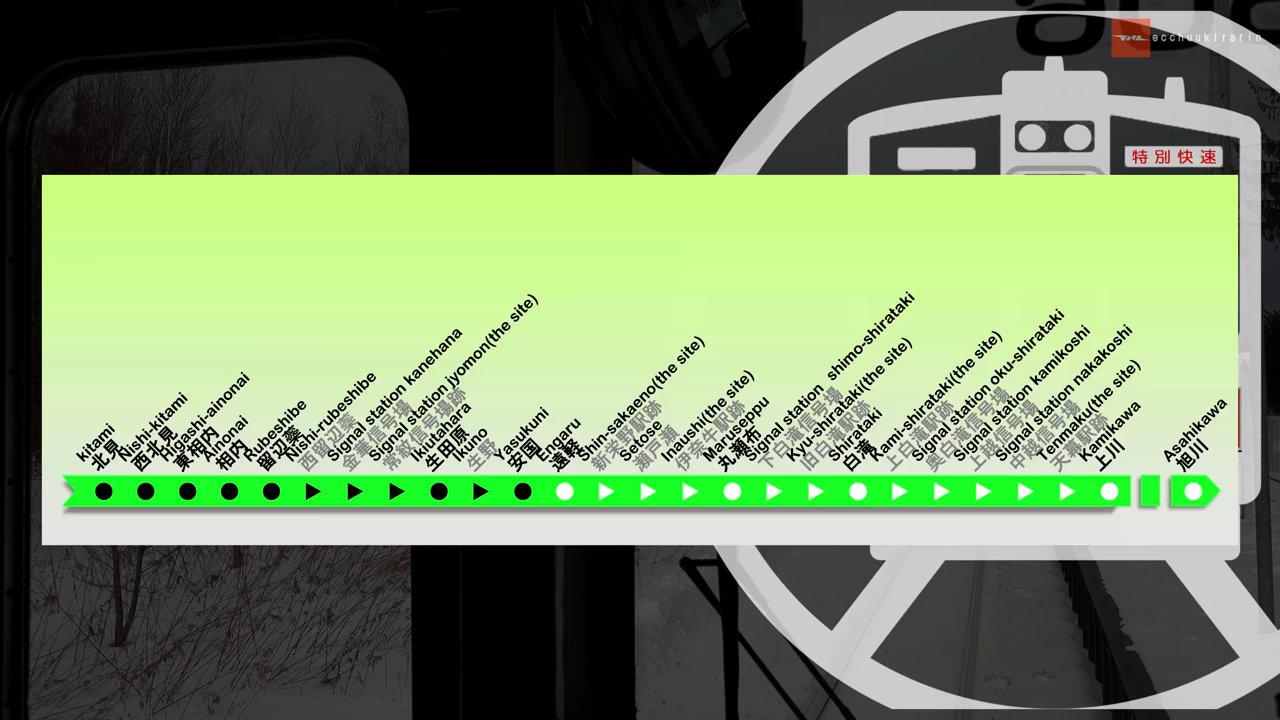 ecchuukirarin
特別快速
kitami
北見
Nishi-kitami
西北見
Higashi-ainonai
東相内
Ainonai
相内
Rubeshibe
留辺蘂
Nishi-rubeshibe
西留辺蘂
Signal station kanehana
金華信号場
Signal station jyomon(the site)
常紋信号場跡
Ikutahara
生田原
Ikuno
生野
Yasukuni
安国
Engaru
遠軽
Shin-sakaeno(the site)
新栄野駅跡
Setose
瀬戸瀬
Inaushi(the site)
伊奈牛駅跡
Maruseppu
丸瀬布
Signal station shimo-shirataki
下白滝信号場
Kyu-shirataki(the site)
旧白滝駅跡
Shirataki
白滝
Kami-shirataki(the site)
上白滝駅跡
Signal station oku-shirataki
奥白滝信号場
Signal station kamikoshi
上越信号場
Signal station nakakoshi
中越信号場
Tenmaku(the site)
天幕駅跡
Kamikawa
上川
Asahikawa
旭川